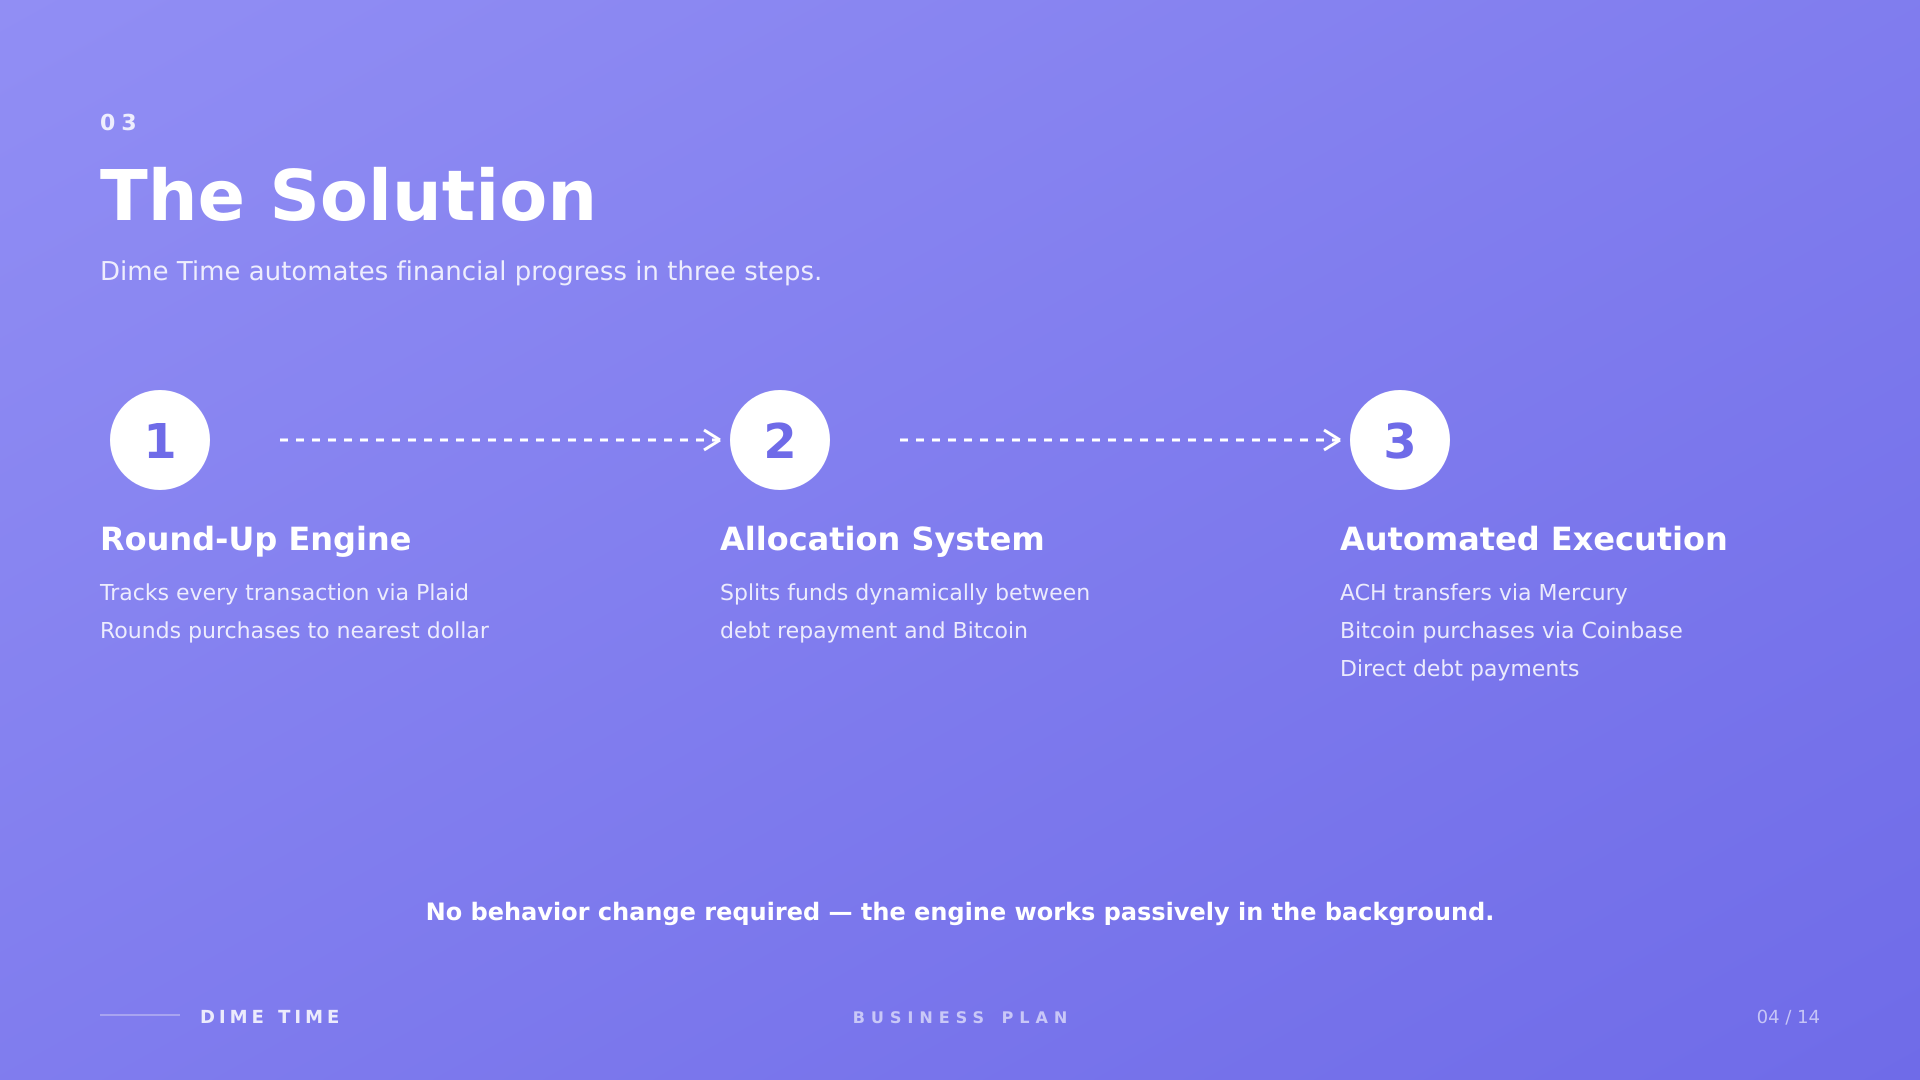 03
The Solution
Dime Time automates financial progress in three steps.
1
2
3
Round-Up Engine
Tracks every transaction via Plaid
Rounds purchases to nearest dollar
Allocation System
Splits funds dynamically between
debt repayment and Bitcoin
Automated Execution
ACH transfers via Mercury
Bitcoin purchases via Coinbase
Direct debt payments
No behavior change required — the engine works passively in the background.
DIME TIME
BUSINESS PLAN
04 / 14